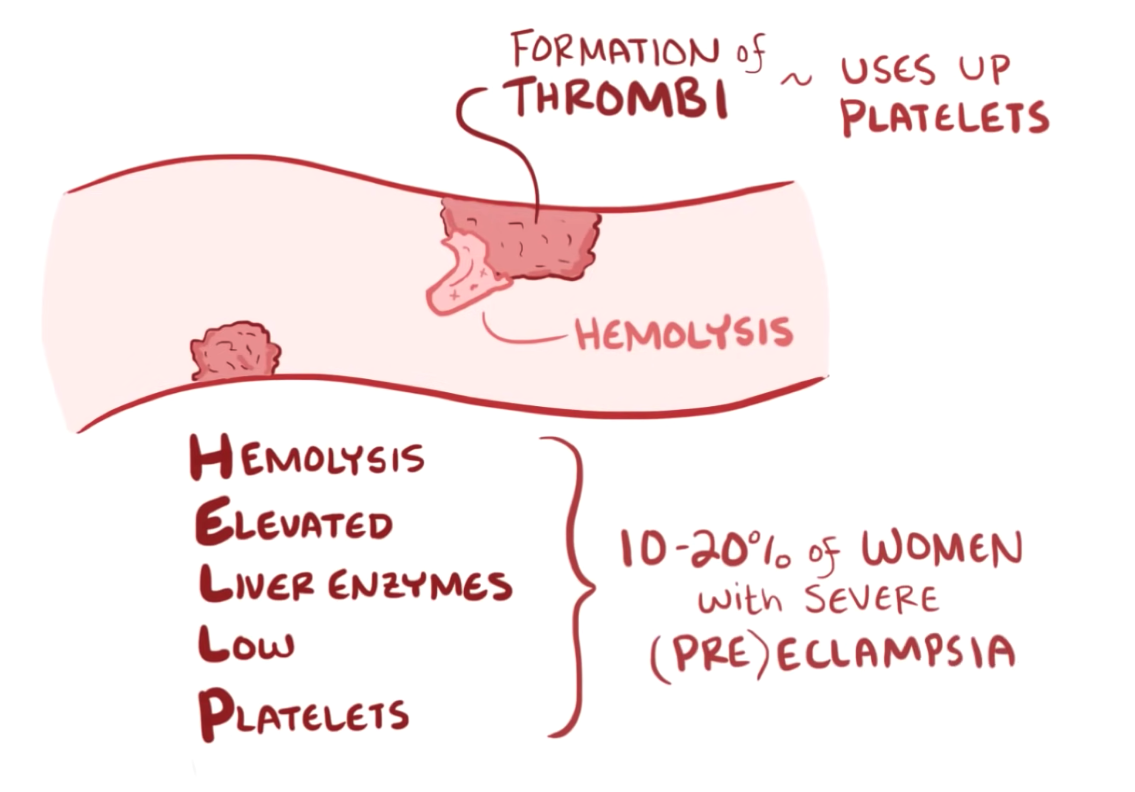 FORMATION of
THROMBI
~ USES UP
PLATELETS
HEMOLYSIS
HEMOLYSIS
ELEVATED
LIVER ENZYMES
LOW
PLATELETS
10-20% of WOMEN
with SEVERE
(PRE)ECLAMPSIA